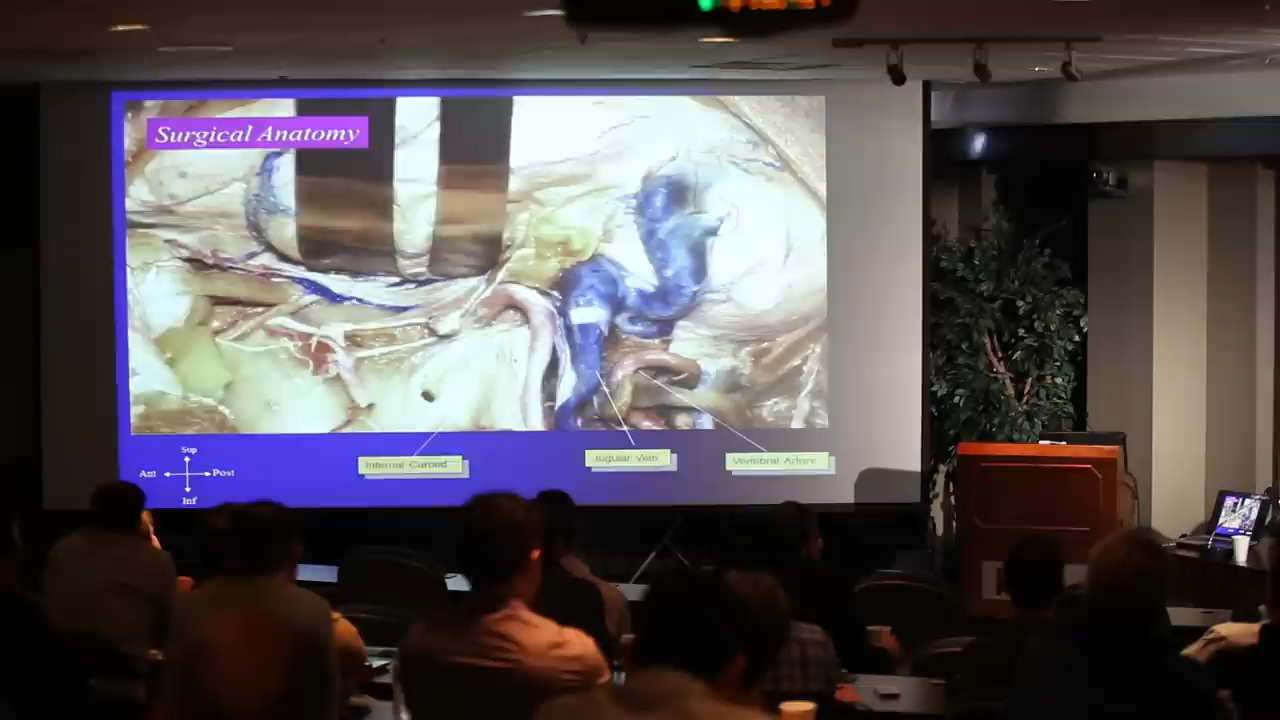 Surgical Anatomy
Sup
Ant
Post
Inf
Internal Carotid
Jugular Vein
Vertebral Artery